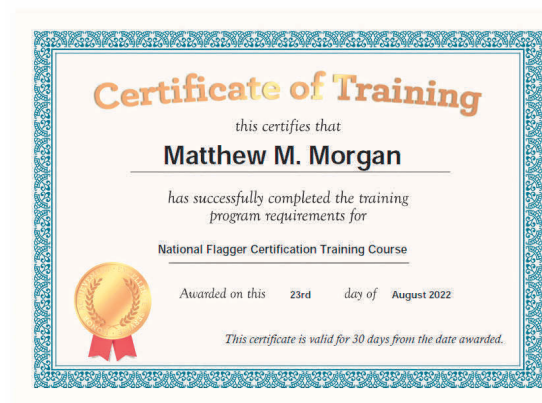 Certificate of Training
this certifies that
Matthew M. Morgan
has successfully completed the training
program requirements for
National Flagger Certification Training Course
Awarded on this 23rd day of August 2022
This certificate is valid for 30 days from the date awarded.